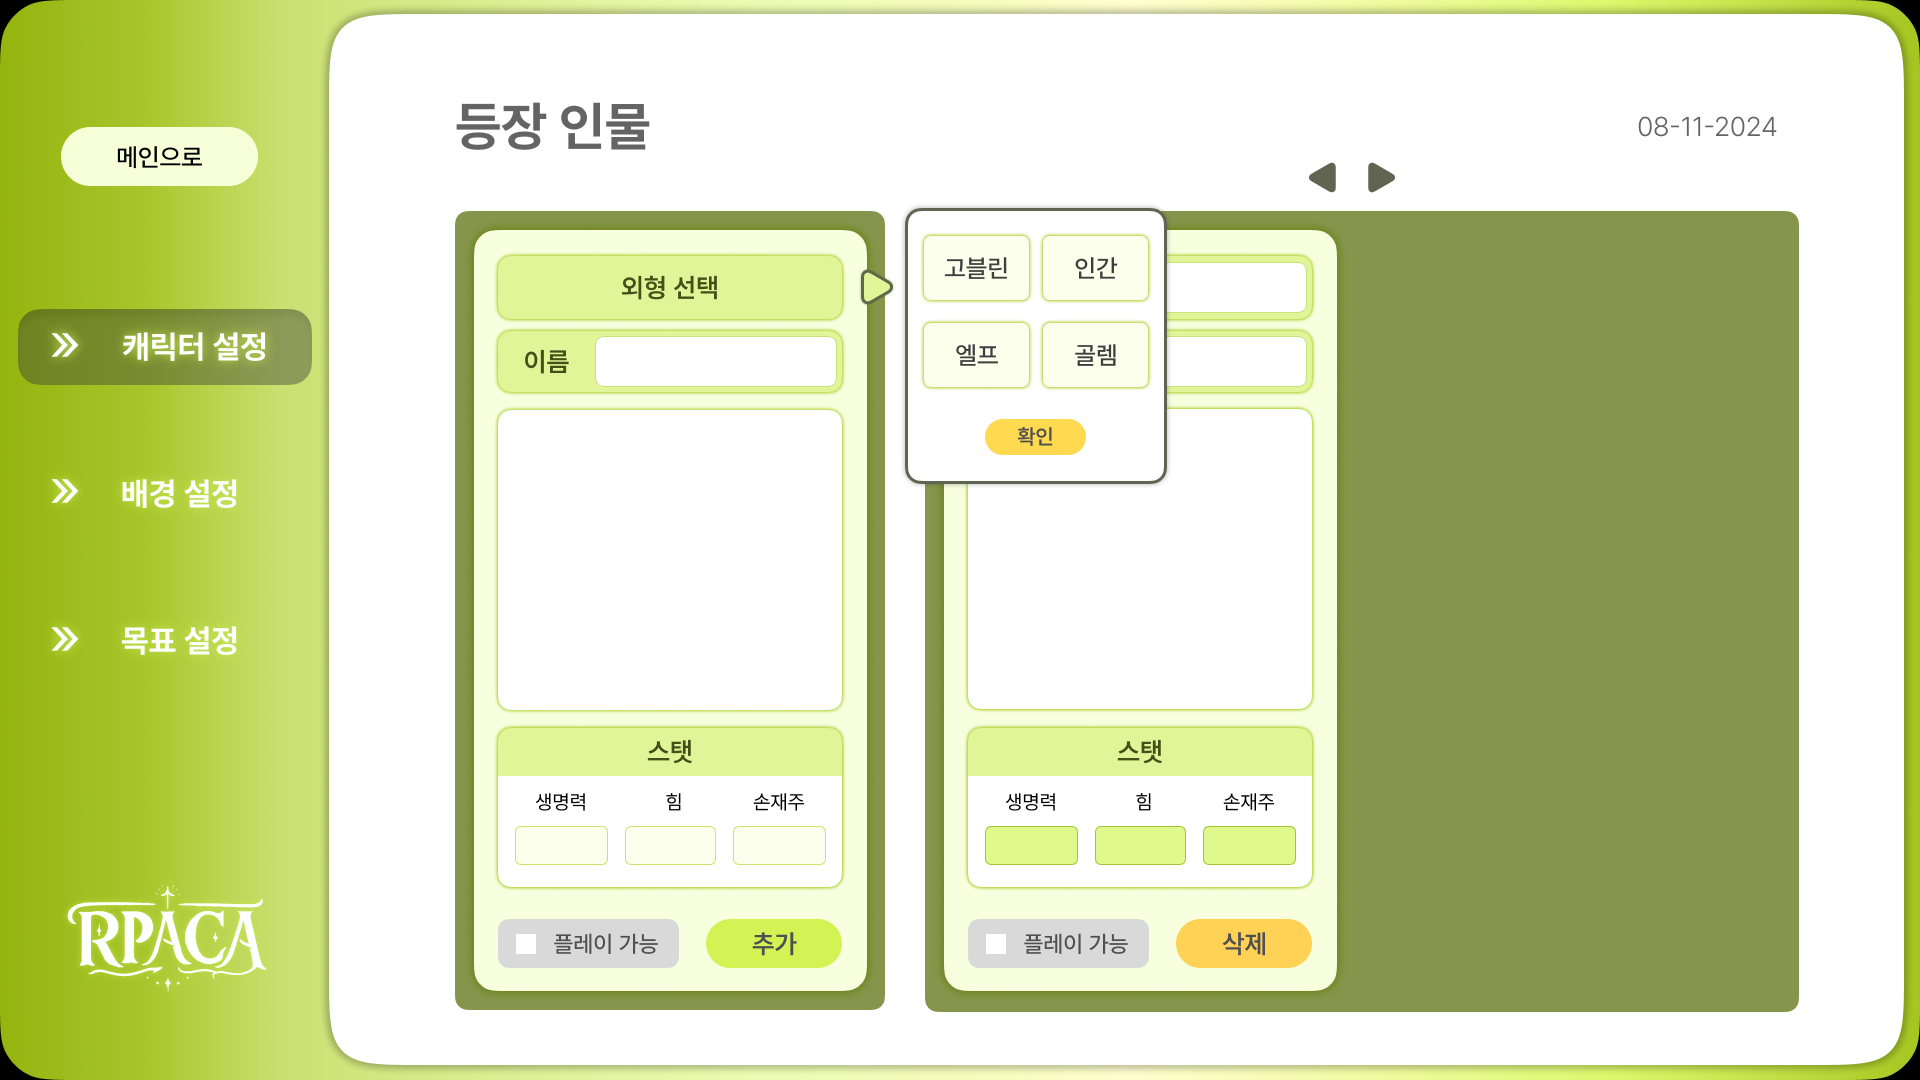 메인으로
캐릭터 설정
배경 설정
목표 설정
RPACA
등장 인물
08-11-2024
외형 선택
이름
스탯
생명력 힘 손재주
플레이 가능 추가
고블린 인간
엘프 골렘
확인
스탯
생명력 힘 손재주
플레이 가능 삭제